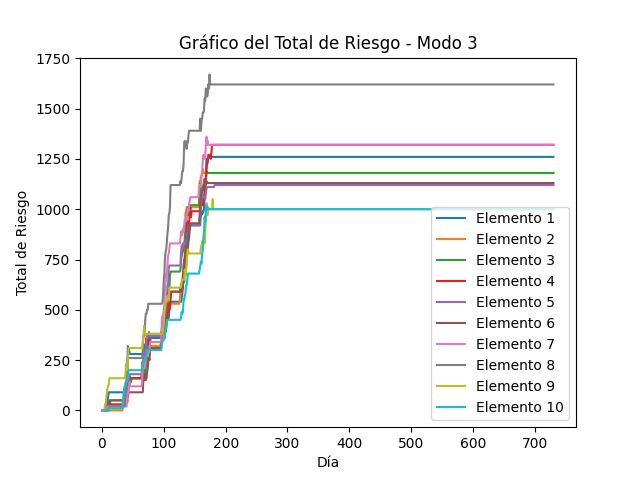 Gráfico del Total de Riesgo - Modo 3
Total de Riesgo
1750
1500
1250
1000
750
500
250
0
0 100 200 300 400 500 600 700
Día
Elemento 1
Elemento 2
Elemento 3
Elemento 4
Elemento 5
Elemento 6
Elemento 7
Elemento 8
Elemento 9
Elemento 10